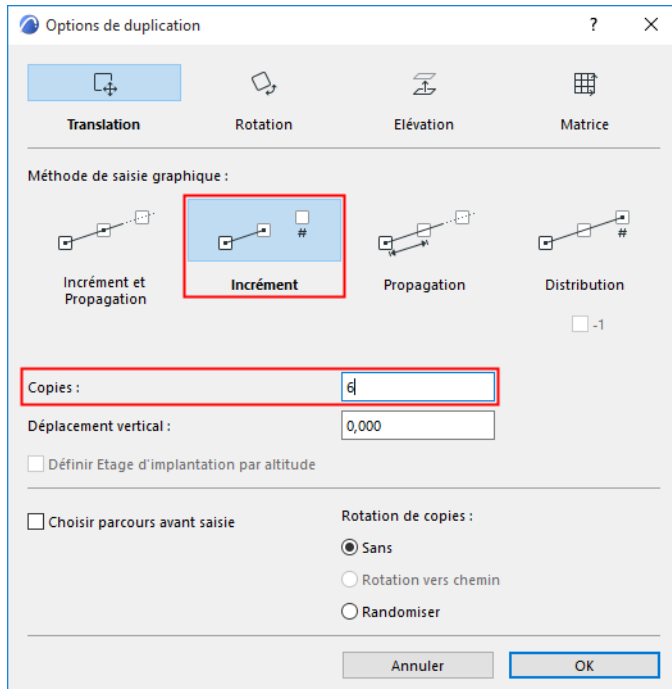 Options de duplication
?
Translation
Rotation
Elévation
Matrice
Méthode de saisie graphique :
#
#
Incrément et
Propagation
Incrément
Propagation
Distribution
-1
Copies :
6
Déplacement vertical :
0,000
Définir Etage d'implantation par altitude
Choisir parcours avant saisie
Rotation de copies :
Sans
Rotation vers chemin
Randomiser
Annuler
OK